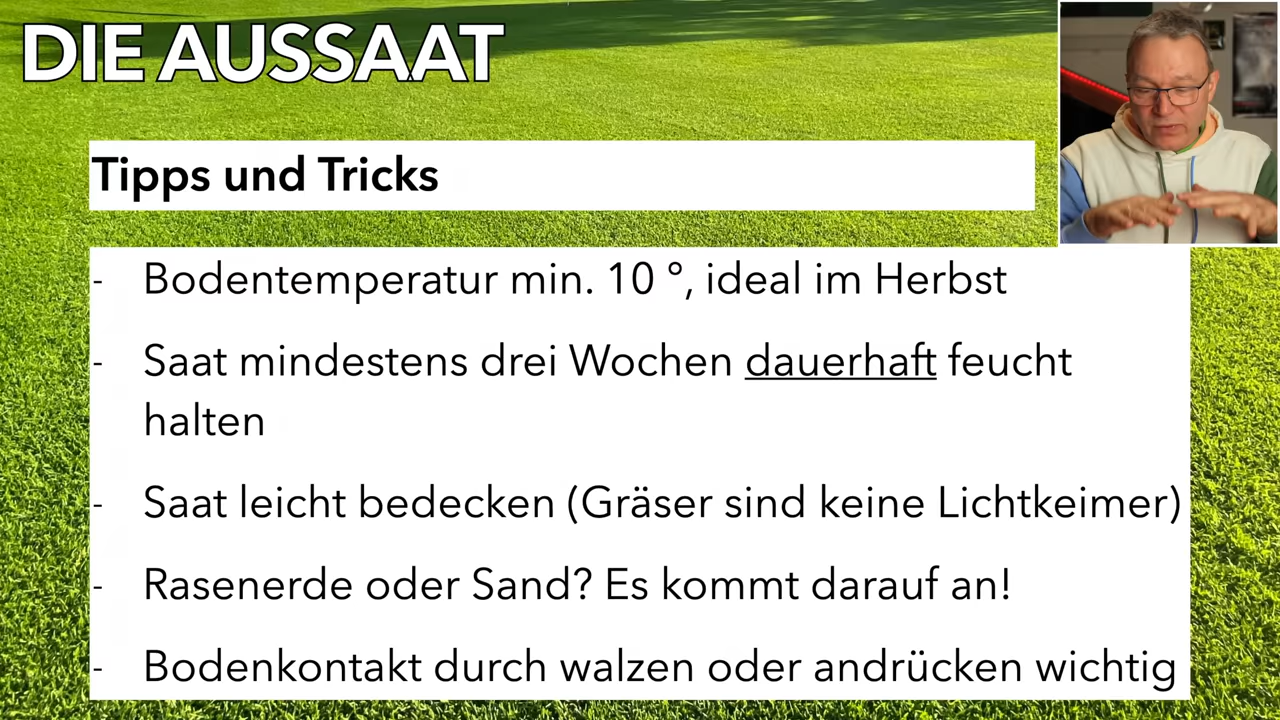 DIE AUSSAAT
Tipps und Tricks
- Bodentemperatur min. 10 °, ideal im Herbst
- Saat mindestens drei Wochen dauerhaft feucht
halten
- Saat leicht bedecken (Gräser sind keine Lichtkeimer)
- Rasenerde oder Sand? Es kommt darauf an!
- Bodenkontakt durch walzen oder andrücken wichtig